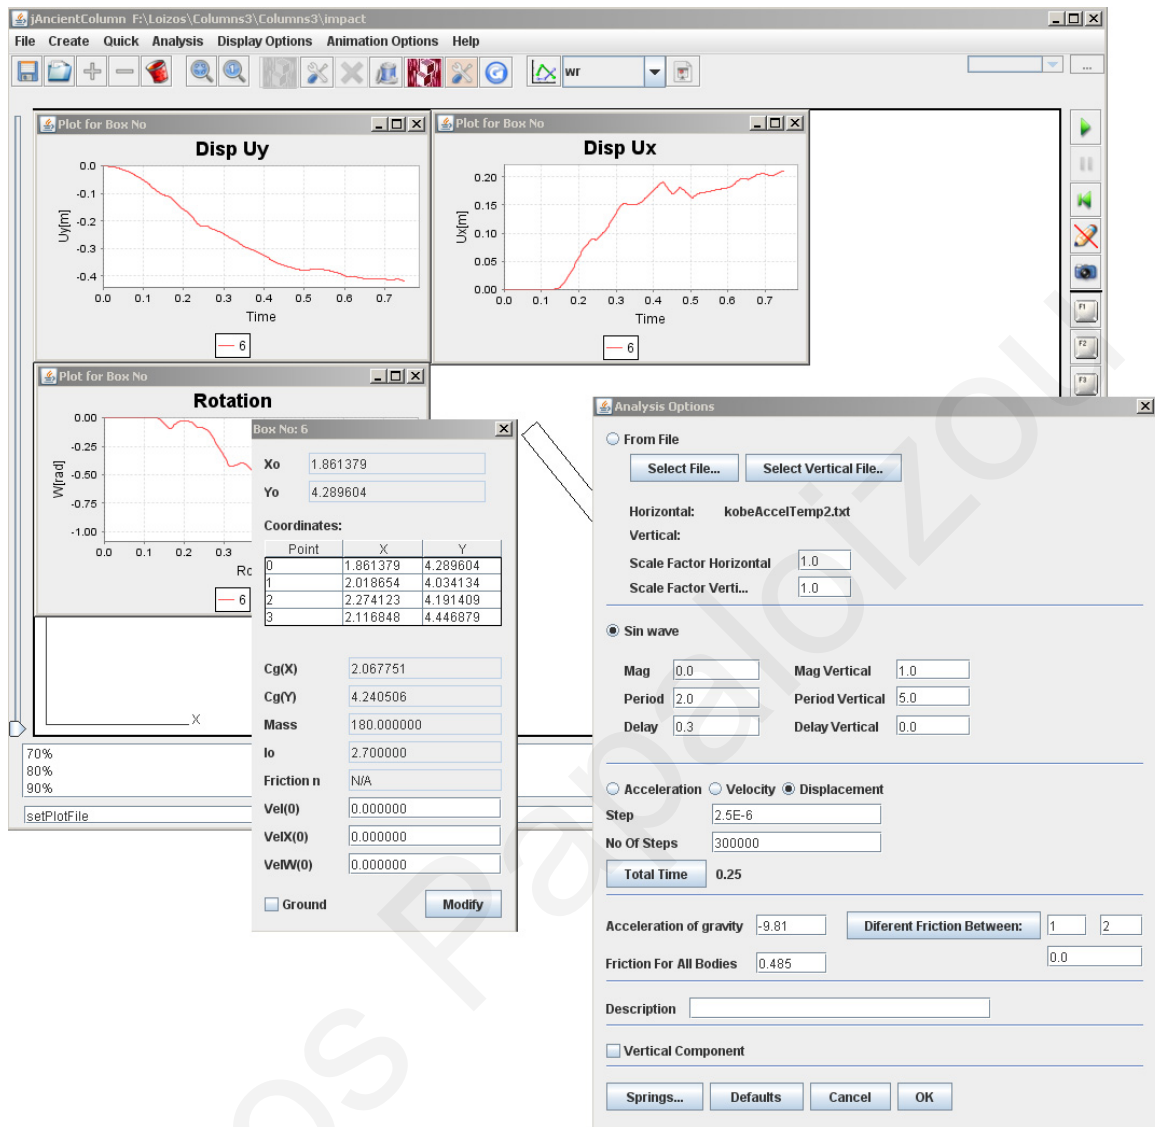 jAncientColumn F:\Loizos\Columns3\Columns3\impact
File Create Quick Analysis Display Options Animation Options Help
wr
...
Plot for Box No
Disp Uy
0.0
-0.1
-0.2
-0.3
-0.4
Uy[m]
0.0 0.1 0.2 0.3 0.4 0.5 0.6 0.7
Time
6
Plot for Box No
Disp Ux
0.20
0.15
0.10
0.05
0.00
Ux[m]
0.0 0.1 0.2 0.3 0.4 0.5 0.6 0.7
Time
6
F1
F2
F3
Plot for Box No
Rotation
0.00
-0.25
-0.50
-0.75
-1.00
W[rad]
0.0 0.1 0.2 0.3
Rc
6
X
70%
80%
90%
setPlotFile
Box No: 6
Xo 1.861379
Yo 4.289604
Coordinates:
Point X Y
0 1.861379 4.289604
1 2.018654 4.034134
2 2.274123 4.191409
3 2.116848 4.446879
Cg(X) 2.067751
Cg(Y) 4.240506
Mass 180.000000
Io 2.700000
Friction n N/A
Vel(0) 0.000000
VelX(0) 0.000000
VelW(0) 0.000000
Ground Modify
Analysis Options
From File
Select File... Select Vertical File..
Horizontal: kobeAccelTemp2.txt
Vertical:
Scale Factor Horizontal 1.0
Scale Factor Verti... 1.0
Sin wave
Mag 0.0 Mag Vertical 1.0
Period 2.0 Period Vertical 5.0
Delay 0.3 Delay Vertical 0.0
Acceleration Velocity Displacement
Step 2.5E-6
No Of Steps 300000
Total Time 0.25
Acceleration of gravity -9.81 Diferent Friction Between: 1 2
Friction For All Bodies 0.485 0.0
Description
Vertical Component
Springs... Defaults Cancel OK
os Papaloizou